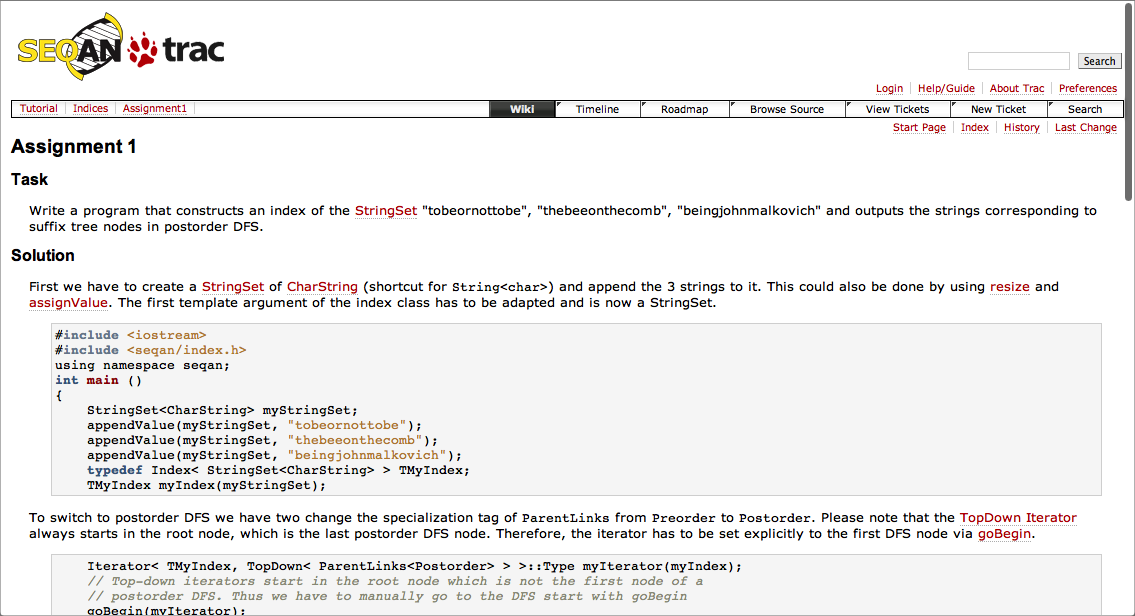 SEQAN trac
Search
Login Help/Guide About Trac Preferences
Tutorial Indices Assignment1 Wiki Timeline Roadmap Browse Source View Tickets New Ticket Search
Start Page Index History Last Change
Assignment 1
Task
Write a program that constructs an index of the StringSet "tobeornottobe", "thebeeonthecomb", "beingjohnmalkovich" and outputs the strings corresponding to
suffix tree nodes in postorder DFS.
Solution
First we have to create a StringSet of CharString (shortcut for String<char>) and append the 3 strings to it. This could also be done by using resize and
assignValue. The first template argument of the index class has to be adapted and is now a StringSet.
#include <iostream>
#include <seqan/index.h>
using namespace seqan;
int main ()
{
    StringSet<CharString> myStringSet;
    appendValue(myStringSet, "tobeornottobe");
    appendValue(myStringSet, "thebeeonthecomb");
    appendValue(myStringSet, "beingjohnmalkovich");
    typedef Index< StringSet<CharString> > TMyIndex;
    TMyIndex myIndex(myStringSet);
To switch to postorder DFS we have two change the specialization tag of ParentLinks from Preorder to Postorder. Please note that the TopDown Iterator
always starts in the root node, which is the last postorder DFS node. Therefore, the iterator has to be set explicitly to the first DFS node via goBegin.
    Iterator< TMyIndex, TopDown< ParentLinks<Postorder> > >::Type myIterator(myIndex);
    // Top-down iterators start in the root node which is not the first node of a
    // postorder DFS. Thus we have to manually go to the DFS start with goBegin
    goBegin(myIterator);